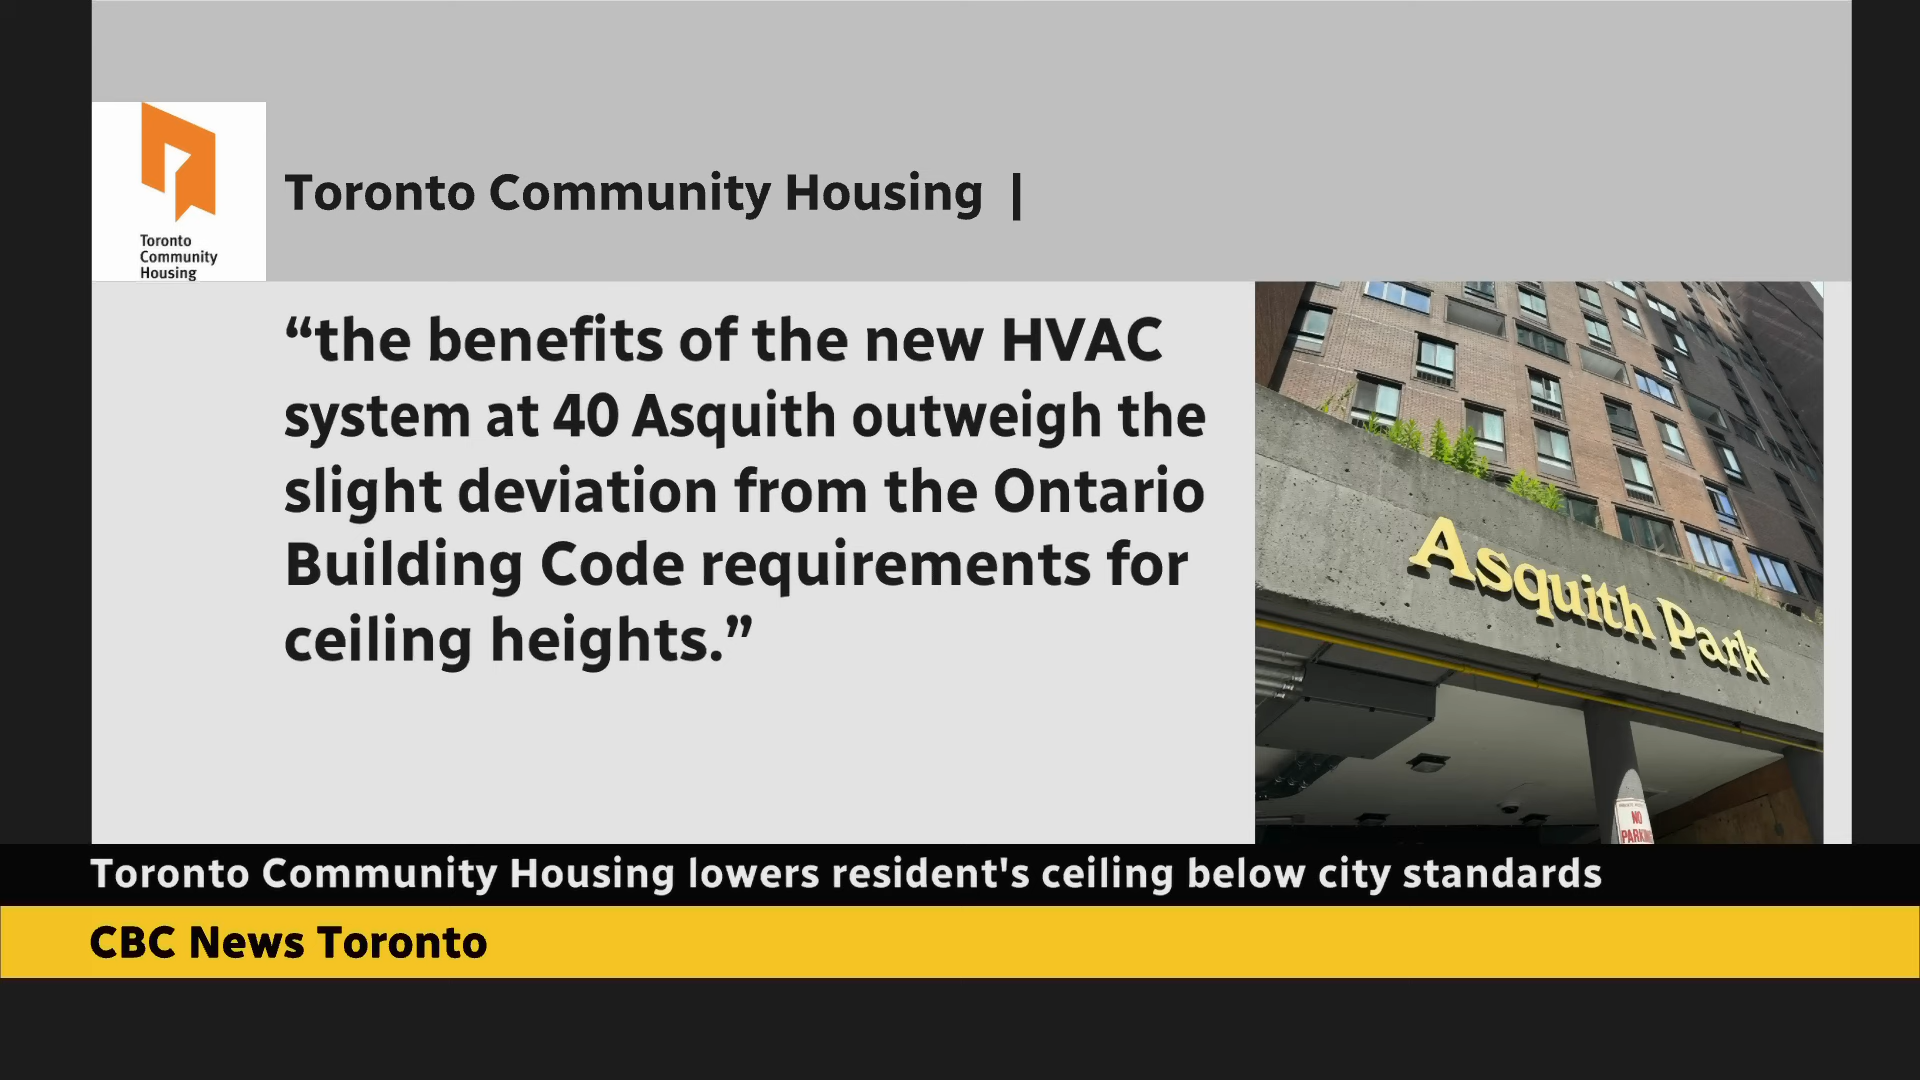 Toronto
Community
Housing
Toronto Community Housing |
“the benefits of the new HVAC
system at 40 Asquith outweigh the
slight deviation from the Ontario
Building Code requirements for
ceiling heights.”
Asquith Park
NO
PARKING
Toronto Community Housing lowers resident's ceiling below city standards
CBC News Toronto